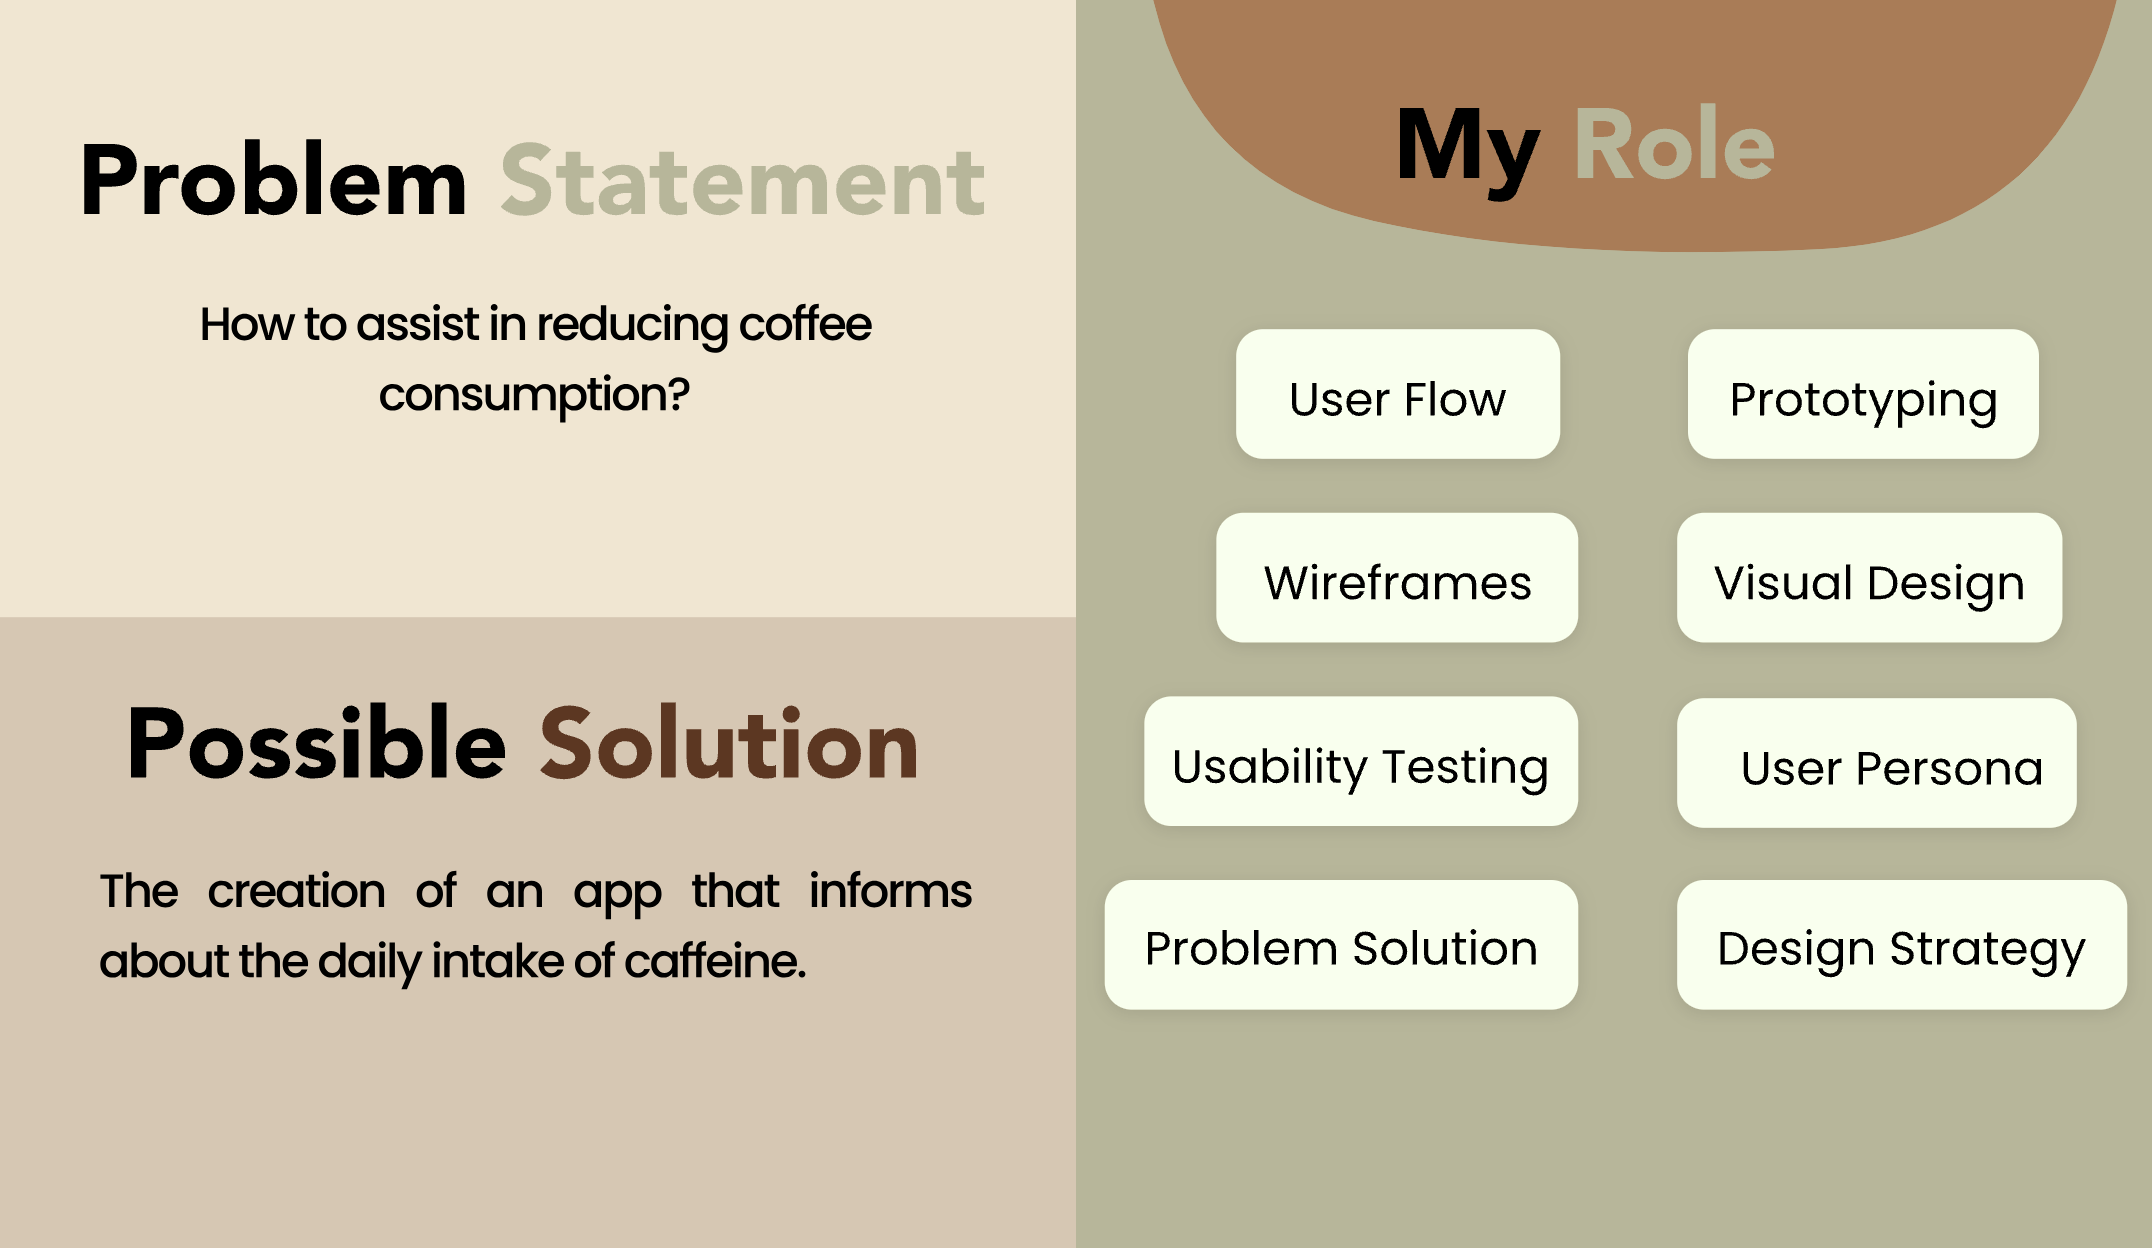 Problem Statement
How to assist in reducing coffee
consumption?
Possible Solution
The creation of an app that informs
about the daily intake of caffeine.
My Role
User Flow
Prototyping
Wireframes
Visual Design
Usability Testing
User Persona
Problem Solution
Design Strategy